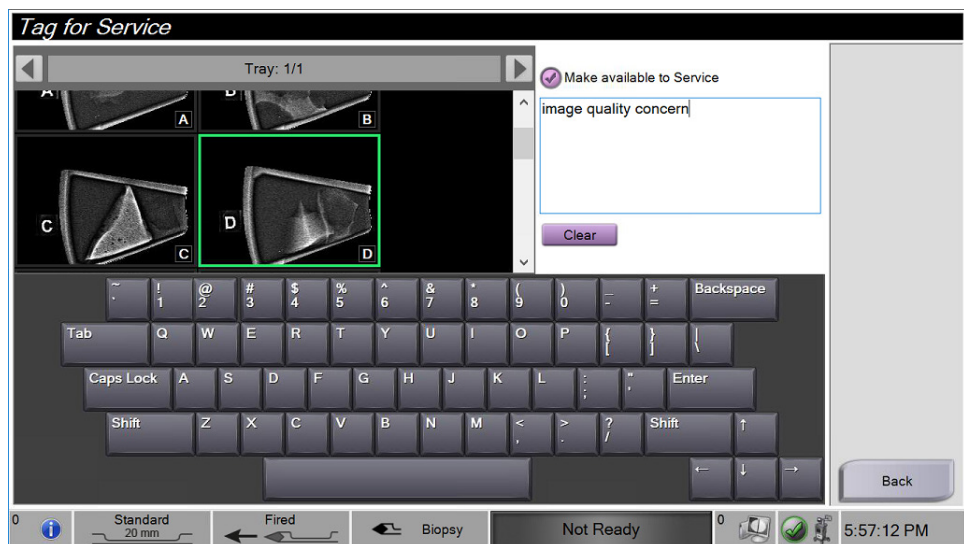 Tag for Service
Tray: 1/1
Make available to Service
image quality concern
A A B B
C C D D
Clear
~ ` ! 1 @ 2 # 3 $ 4 % 5 ^ 6 & 7 * 8 ( 9 ) 0 _ - + = Backspace
Tab Q W E R T Y U I O P { [ } ] | \
Caps Lock A S D F G H J K L : ; " ' Enter
Shift Z X C V B N M < , > . ? / Shift ↑
← ↓ →
Back
0 Standard 20 mm Fired Biopsy Not Ready 0 5:57:12 PM